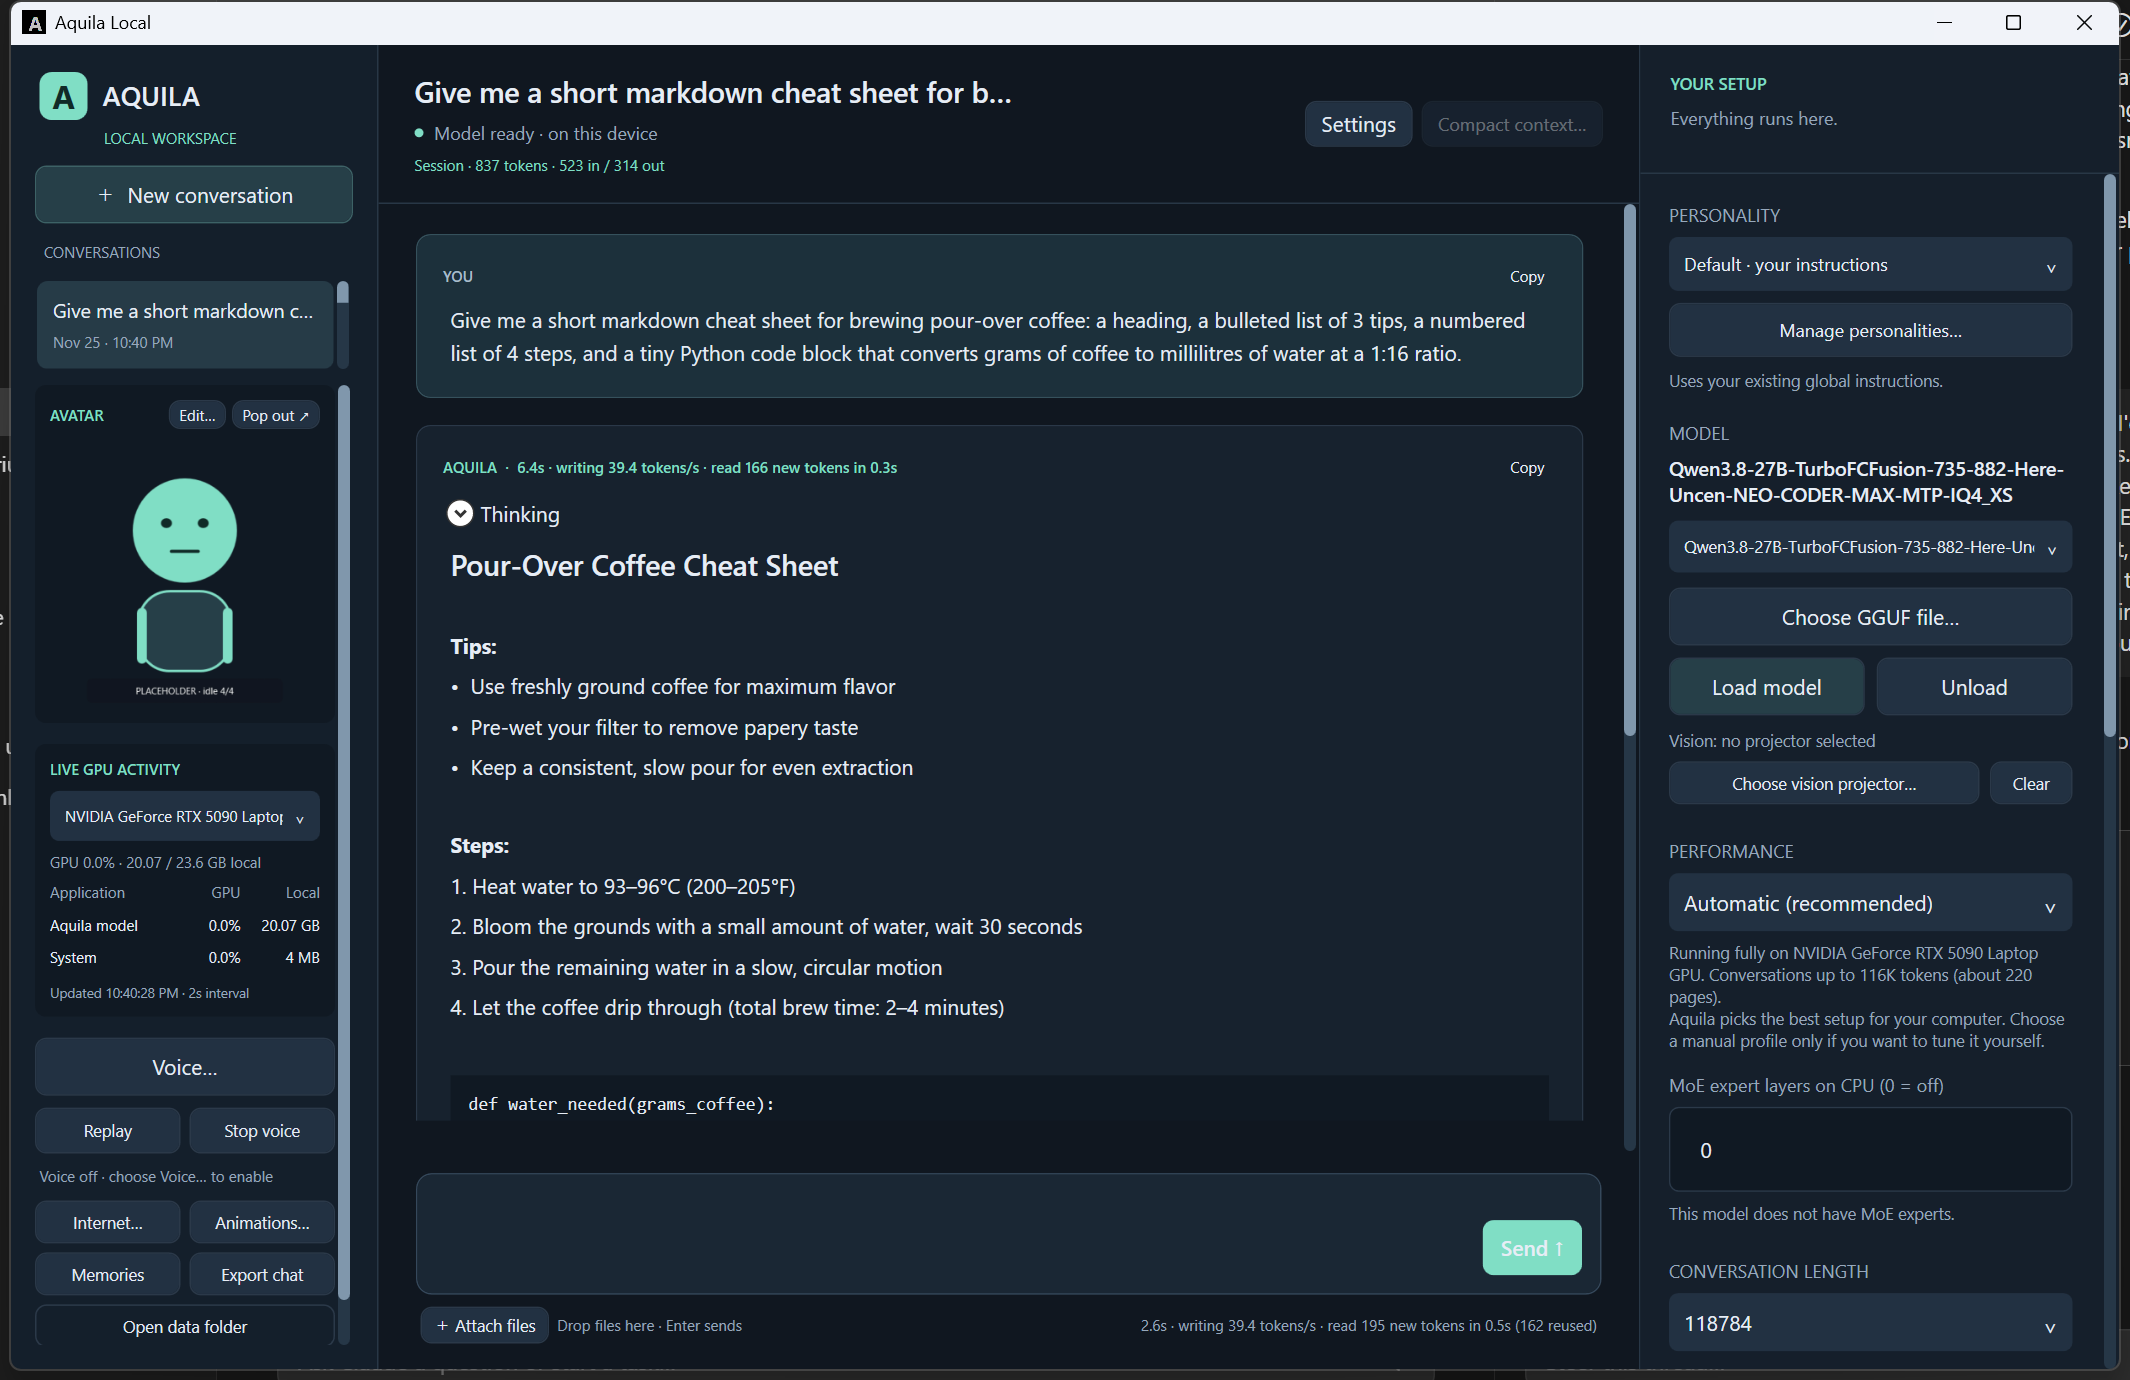 Aquila Local
A AQUILA
LOCAL WORKSPACE
+ New conversation
CONVERSATIONS
Give me a short markdown c...
Nov 25 · 10:40 PM
AVATAR
Edit...
Pop out ↗
PLACEHOLDER · idle 4/4
LIVE GPU ACTIVITY
NVIDIA GeForce RTX 5090 Laptop
GPU 0.0% · 20.07 / 23.6 GB local
Application GPU Local
Aquila model 0.0% 20.07 GB
System 0.0% 4 MB
Updated 10:40:28 PM · 2s interval
Voice...
Replay
Stop voice
Voice off · choose Voice... to enable
Internet...
Animations...
Memories
Export chat
Open data folder
Give me a short markdown cheat sheet for b...
Model ready · on this device
Session · 837 tokens · 523 in / 314 out
Settings
Compact context...
YOU
Copy
Give me a short markdown cheat sheet for brewing pour-over coffee: a heading, a bulleted list of 3 tips, a numbered
list of 4 steps, and a tiny Python code block that converts grams of coffee to millilitres of water at a 1:16 ratio.
AQUILA · 6.4s · writing 39.4 tokens/s · read 166 new tokens in 0.3s
Copy
Thinking
Pour-Over Coffee Cheat Sheet
Tips:
• Use freshly ground coffee for maximum flavor
• Pre-wet your filter to remove papery taste
• Keep a consistent, slow pour for even extraction
Steps:
1. Heat water to 93–96°C (200–205°F)
2. Bloom the grounds with a small amount of water, wait 30 seconds
3. Pour the remaining water in a slow, circular motion
4. Let the coffee drip through (total brew time: 2–4 minutes)
def water_needed(grams_coffee):
Send ↑
+ Attach files
Drop files here · Enter sends
2.6s · writing 39.4 tokens/s · read 195 new tokens in 0.5s (162 reused)
YOUR SETUP
Everything runs here.
PERSONALITY
Default · your instructions
Manage personalities...
Uses your existing global instructions.
MODEL
Qwen3.8-27B-TurboFCFusion-735-882-Here-
Uncen-NEO-CODER-MAX-MTP-IQ4_XS
Qwen3.8-27B-TurboFCFusion-735-882-Here-Un
Choose GGUF file...
Load model
Unload
Vision: no projector selected
Choose vision projector...
Clear
PERFORMANCE
Automatic (recommended)
Running fully on NVIDIA GeForce RTX 5090 Laptop
GPU. Conversations up to 116K tokens (about 220
pages).
Aquila picks the best setup for your computer. Choose
a manual profile only if you want to tune it yourself.
MoE expert layers on CPU (0 = off)
0
This model does not have MoE experts.
CONVERSATION LENGTH
118784